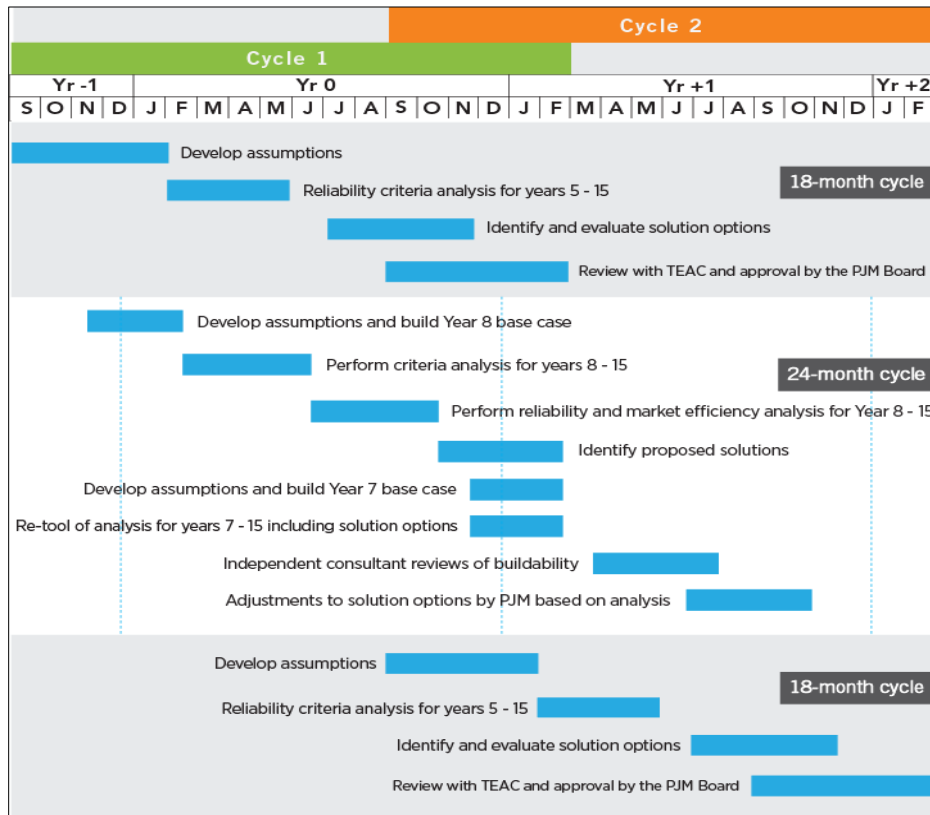 Cycle 2
Cycle 1
Yr -1 Yr 0 Yr +1 Yr +2
S O N D J F M A M J J A S O N D J F M A M J J A S O N D J F
Develop assumptions
18-month cycle
Reliability criteria analysis for years 5 - 15
Identify and evaluate solution options
Review with TEAC and approval by the PJM Board
Develop assumptions and build Year 8 base case
Perform criteria analysis for years 8 - 15
24-month cycle
Perform reliability and market efficiency analysis for Year 8 - 15
Identify proposed solutions
Develop assumptions and build Year 7 base case
Re-tool of analysis for years 7 - 15 including solution options
Independent consultant reviews of buildability
Adjustments to solution options by PJM based on analysis
Develop assumptions
18-month cycle
Reliability criteria analysis for years 5 - 15
Identify and evaluate solution options
Review with TEAC and approval by the PJM Board